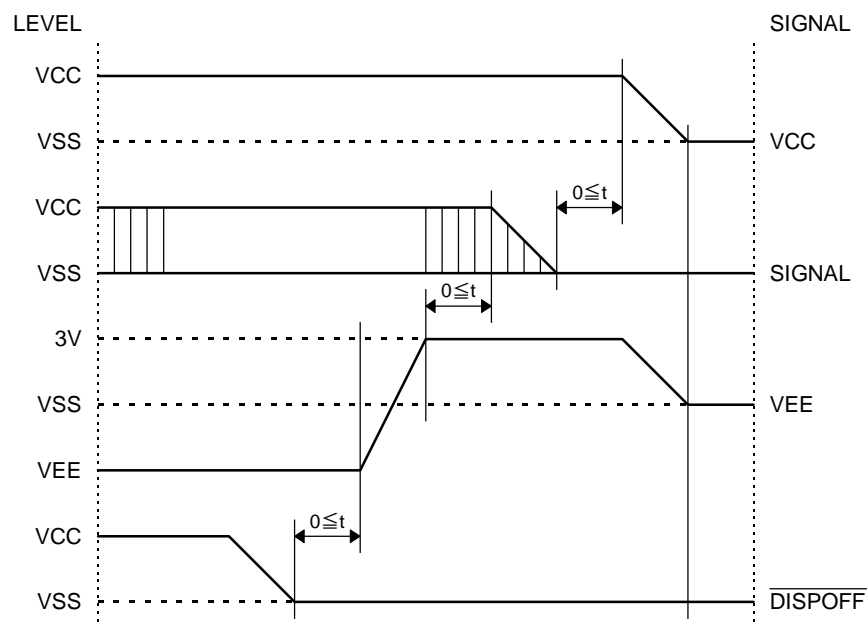 LEVEL
SIGNAL
VCC
VSS
VCC
VCC
0≦t
VSS
SIGNAL
0≦t
3V
VSS
VEE
VEE
VCC
0≦t
VSS
DISPOFF